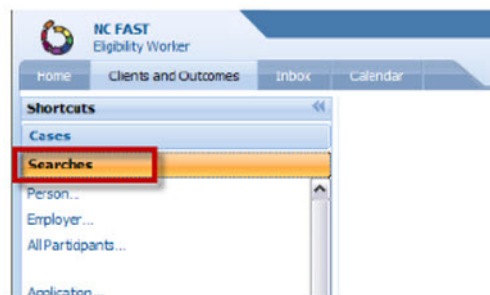 NC FAST
Eligibility Worker
Home Clients and Outcomes Inbox Calendar
Shortcuts
Cases
Searches
Person...
Employer...
All Participants...
Application...